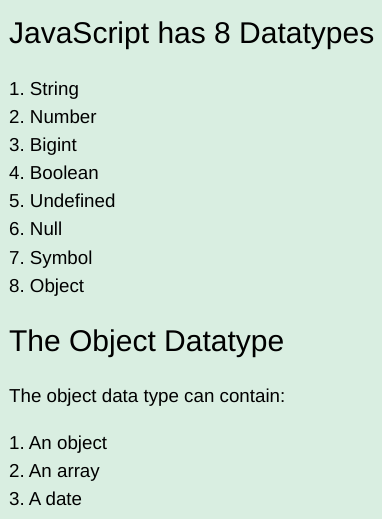 JavaScript has 8 Datatypes
1. String
2. Number
3. Bigint
4. Boolean
5. Undefined
6. Null
7. Symbol
8. Object
The Object Datatype
The object data type can contain:
1. An object
2. An array
3. A date